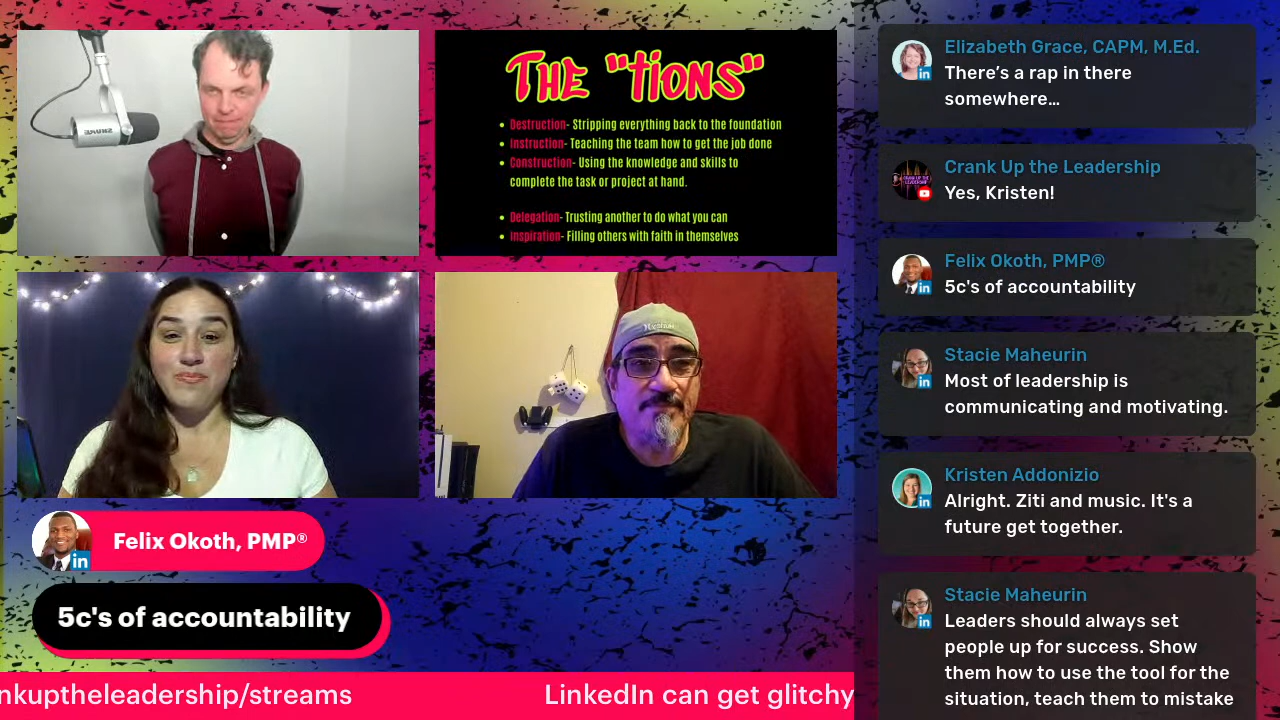 THE "TIONS"
• Destruction- Stripping everything back to the foundation
• Instruction- Teaching the team how to get the job done
• Construction- Using the knowledge and skills to
complete the task or project at hand.
• Delegation- Trusting another to do what you can
• Inspiration- Filling others with faith in themselves
SHURE
Felix Okoth, PMP®
5c's of accountability
nkuptheleadership/streams
LinkedIn can get glitchy
Elizabeth Grace, CAPM, M.Ed.
There's a rap in there
somewhere...
Crank Up the Leadership
Yes, Kristen!
Felix Okoth, PMP®
5c's of accountability
Stacie Maheurin
Most of leadership is
communicating and motivating.
Kristen Addonizio
Alright. Ziti and music. It's a
future get together.
Stacie Maheurin
Leaders should always set
people up for success. Show
them how to use the tool for the
situation, teach them to mistake